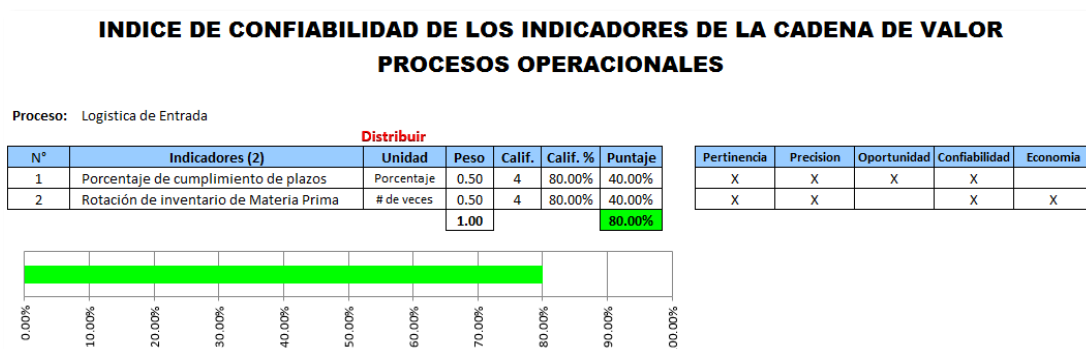 INDICE DE CONFIABILIDAD DE LOS INDICADORES DE LA CADENA DE VALOR
PROCESOS OPERACIONALES
Proceso: Logistica de Entrada
Distribuir
N° Indicadores (2) Unidad Peso Calif. Calif. % Puntaje Pertinencia Precision Oportunidad Confiabilidad Economia
1 Porcentaje de cumplimiento de plazos Porcentaje 0.50 4 80.00% 40.00% X X X X
2 Rotación de inventario de Materia Prima # de veces 0.50 4 80.00% 40.00% X X X X
1.00 80.00%
0.00% 10.00% 20.00% 30.00% 40.00% 50.00% 60.00% 70.00% 80.00% 90.00% 00.00%